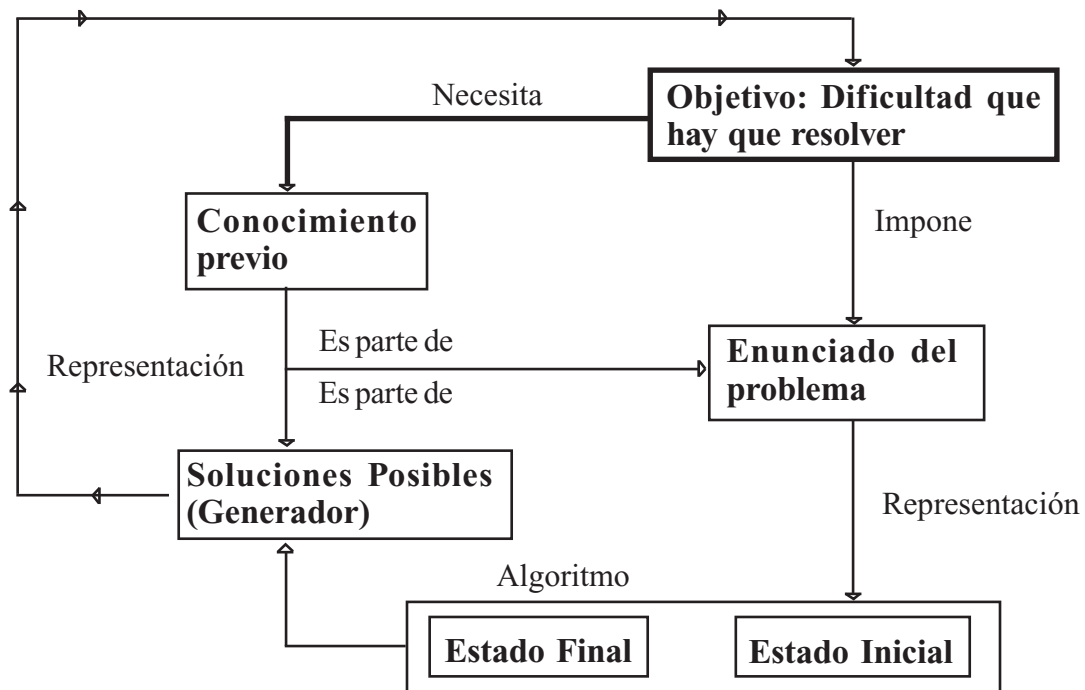 Necesita
Objetivo: Dificultad que
hay que resolver
Conocimiento
previo
Impone
Es parte de
Representación
Es parte de
Enunciado del
problema
Soluciones Posibles
(Generador)
Representación
Algoritmo
Estado Final
Estado Inicial